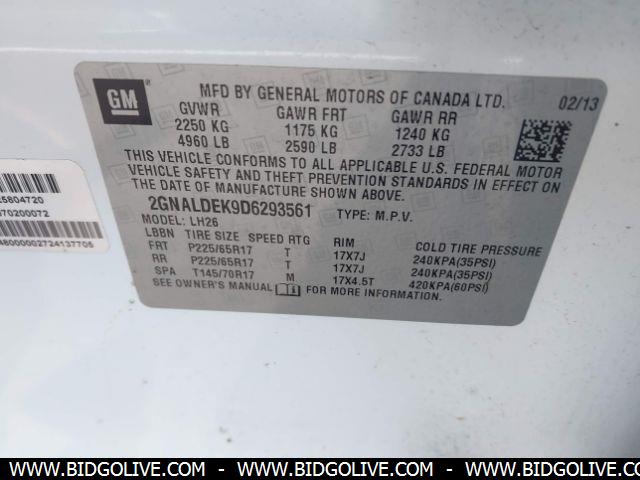 GM
MFD BY GENERAL MOTORS OF CANADA LTD. 02/13
GVWR GAWR FRT GAWR RR
2250 KG 1175 KG 1240 KG
4960 LB 2590 LB 2733 LB
THIS VEHICLE CONFORMS TO ALL APPLICABLE U.S. FEDERAL MOTOR
VEHICLE SAFETY, BUMPER, AND THEFT PREVENTION STANDARDS IN
EFFECT ON THE DATE OF MANUFACTURE SHOWN ABOVE.
2GNALDEK9D6293561 TYPE: M.P.V.
MODEL: LH26
LBBN TIRE SIZE SPEED RTG RIM COLD TIRE PRESSURE
FRT P225/65R17 T 17X7J 240KPA(35PSI)
RR P225/65R17 T 17X7J 240KPA(35PSI)
SPA T145/70R17 M 17X4.5T 420KPA(60PSI)
SEE OWNER'S MANUAL FOR MORE INFORMATION.
5804720
70200072
480000002724137705
WWW.BIDGOLIVE.COM - WWW.BIDGOLIVE.COM - WWW.BIDGOLIVE.COM